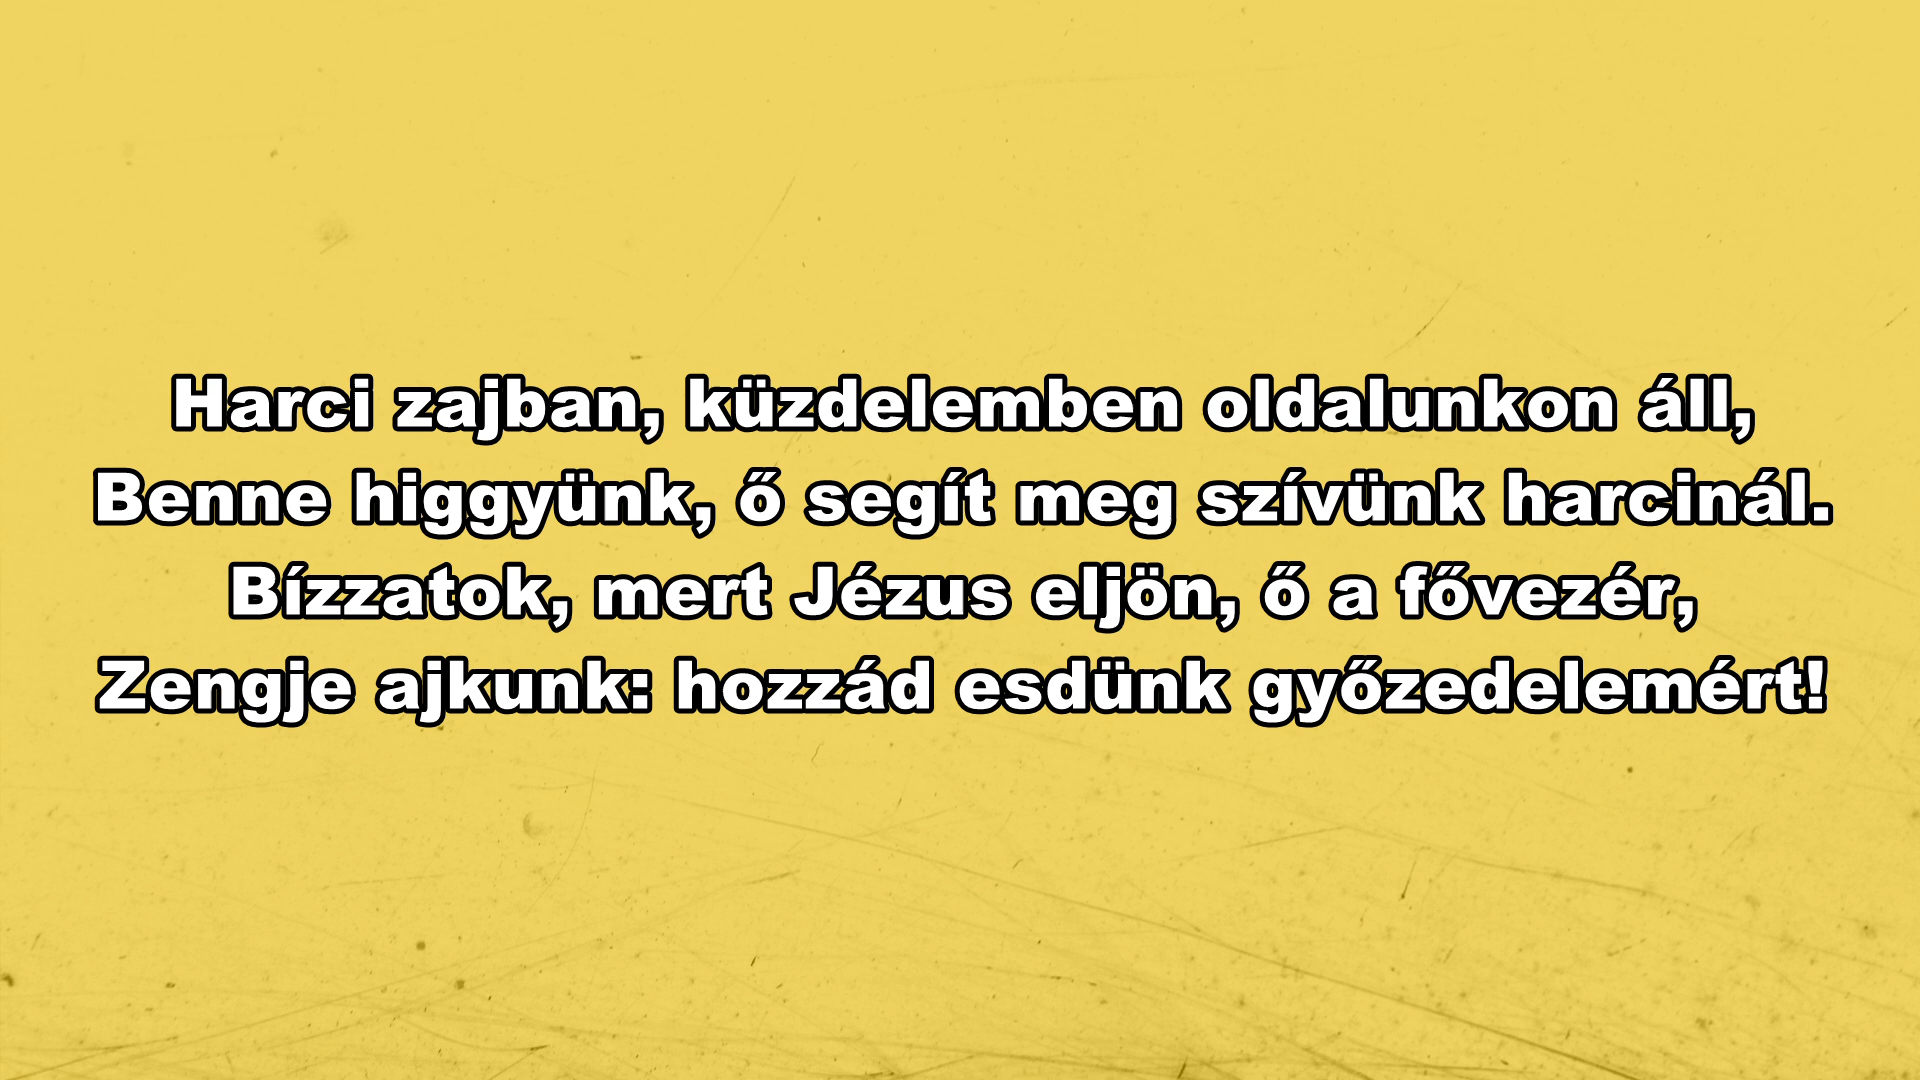 Harci zajban, küzdelemben oldalunkon áll,
Benne higgyünk, ő segít meg szívünk harcinál.
Bízzatok, mert Jézus eljön, ő a fővezér,
Zengje ajkunk: hozzád esdünk győzedelemért!